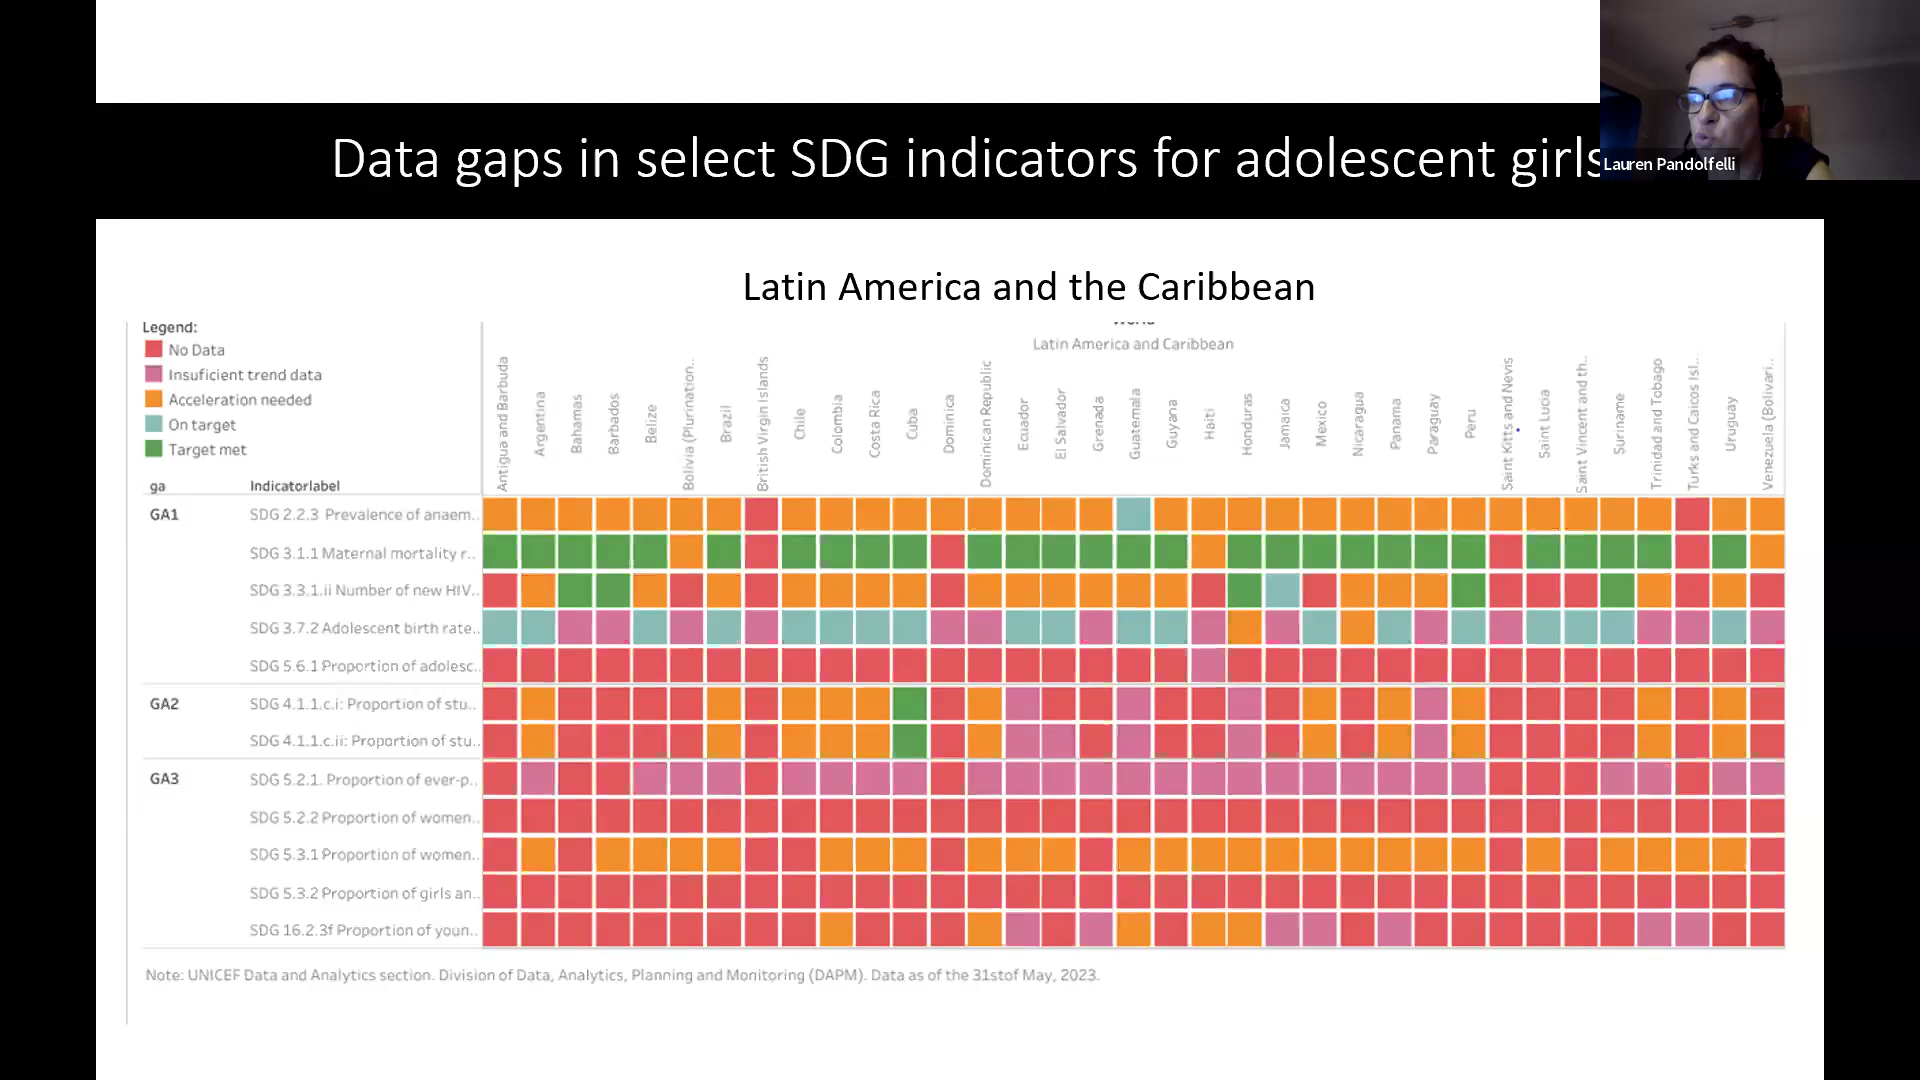 Data gaps in select SDG indicators for adolescent girls
Lauren Pandolfelli
Latin America and the Caribbean
Legend:
No Data
Insuficient trend data
Acceleration needed
On target
Target met
Latin America and Caribbean
Antigua and Barbuda
Argentina
Bahamas
Barbados
Belize
Bolivia (Plurination..
Brazil
British Virgin Islands
Chile
Colombia
Costa Rica
Cuba
Dominica
Dominican Republic
Ecuador
El Salvador
Grenada
Guatemala
Guyana
Haiti
Honduras
Jamaica
Mexico
Nicaragua
Panama
Paraguay
Peru
Saint Kitts and Nevis
Saint Lucia
Saint Vincent and th..
Suriname
Trinidad and Tobago
Turks and Caicos Isl..
Uruguay
Venezuela (Bolivari..
ga Indicatorlabel
GA1 SDG 2.2.3 Prevalence of anaem..
SDG 3.1.1 Maternal mortality r..
SDG 3.3.1.ii Number of new HIV..
SDG 3.7.2 Adolescent birth rate..
SDG 5.6.1 Proportion of adolesc..
GA2 SDG 4.1.1.c.i: Proportion of stu..
SDG 4.1.1.c.ii: Proportion of stu..
GA3 SDG 5.2.1. Proportion of ever-p..
SDG 5.2.2 Proportion of women..
SDG 5.3.1 Proportion of women..
SDG 5.3.2 Proportion of girls an..
SDG 16.2.3f Proportion of youn..
Note: UNICEF Data and Analytics section. Division of Data, Analytics, Planning and Monitoring (DAPM). Data as of the 31stof May, 2023.